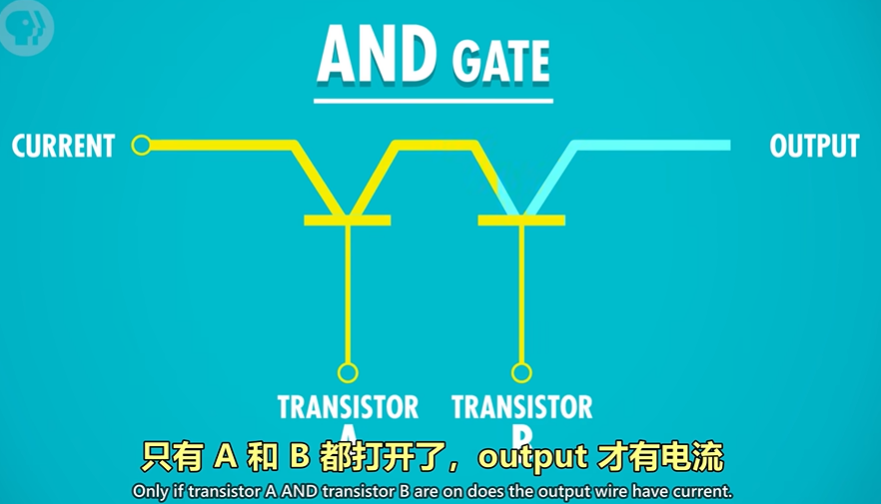 AND GATE
CURRENT
OUTPUT
TRANSISTOR TRANSISTOR
A B
只有 A 和 B 都打开了，output 才有电流
Only if transistor A AND transistor B are on does the output wire have current.